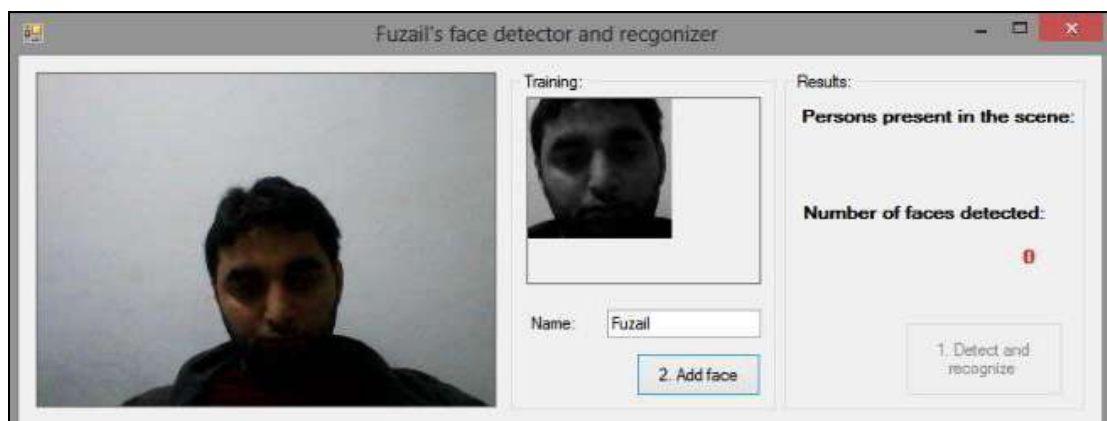 Fuzail's face detector and recgonizer
Training:
Name:
Fuzail
2. Add face
Results:
Persons present in the scene:
Number of faces detected:
0
1. Detect and
recognize